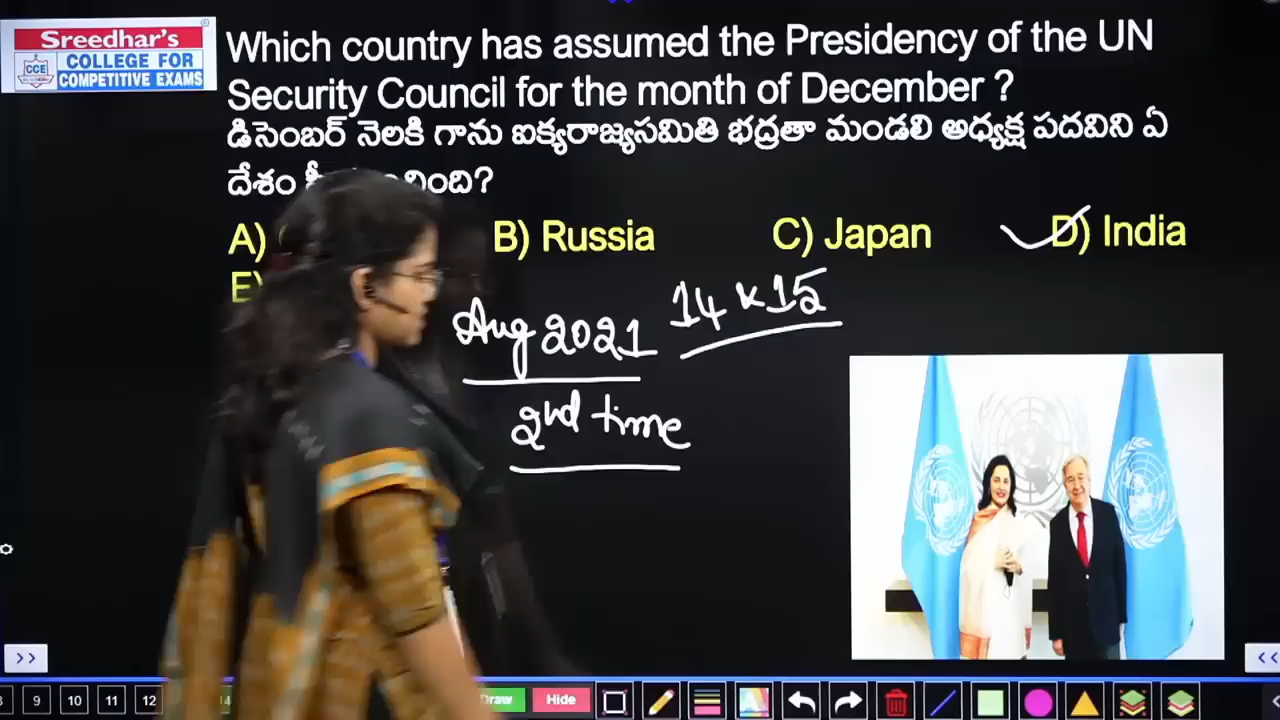 Sreedhar's
COLLEGE FOR
CCE
COMPETITIVE EXAMS
Which country has assumed the Presidency of the UN
Security Council for the month of December ?
డిసెంబర్ నెలకి గాను ఐక్యరాజ్యసమితి భద్రతా మండలి అధ్యక్ష పదవిని ఏ
దేశం
A) B) Russia C) Japan D) India
E)
Aug 2021 14 & 15
2nd time
>> <<
9 10 11 12 14 Draw Hide